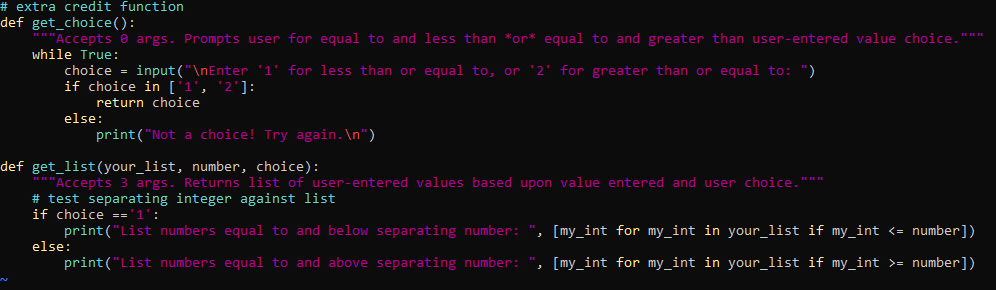 # extra credit function
def get_choice():
    """Accepts 0 args. Prompts user for equal to and less than *or* equal to and greater than user-entered value choice."""
    while True:
        choice = input("\nEnter '1' for less than or equal to, or '2' for greater than or equal to: ")
        if choice in ['1', '2']:
            return choice
        else:
            print("Not a choice! Try again.\n")

def get_list(your_list, number, choice):
    """Accepts 3 args. Returns list of user-entered values based upon value entered and user choice."""
    # test separating integer against list
    if choice =='1':
        print("List numbers equal to and below separating number: ", [my_int for my_int in your_list if my_int <= number])
    else:
        print("List numbers equal to and above separating number: ", [my_int for my_int in your_list if my_int >= number])
~